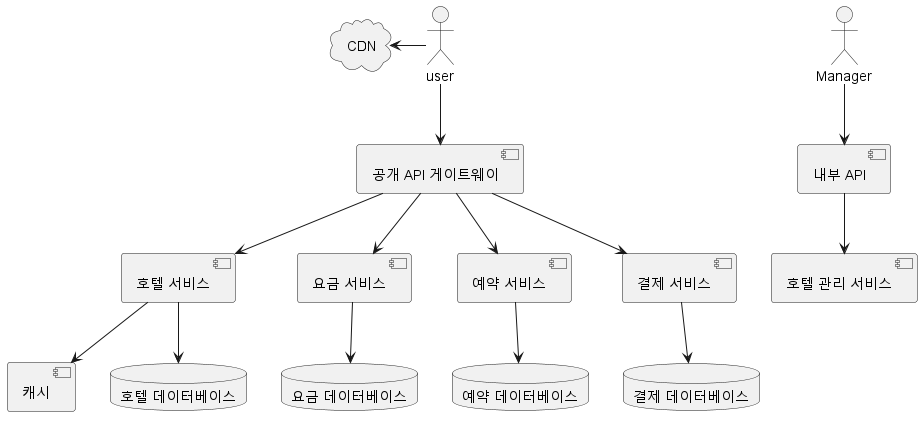 CDN
user
Manager
공개 API 게이트웨이
내부 API
호텔 서비스
요금 서비스
예약 서비스
결제 서비스
호텔 관리 서비스
캐시
호텔 데이터베이스
요금 데이터베이스
예약 데이터베이스
결제 데이터베이스